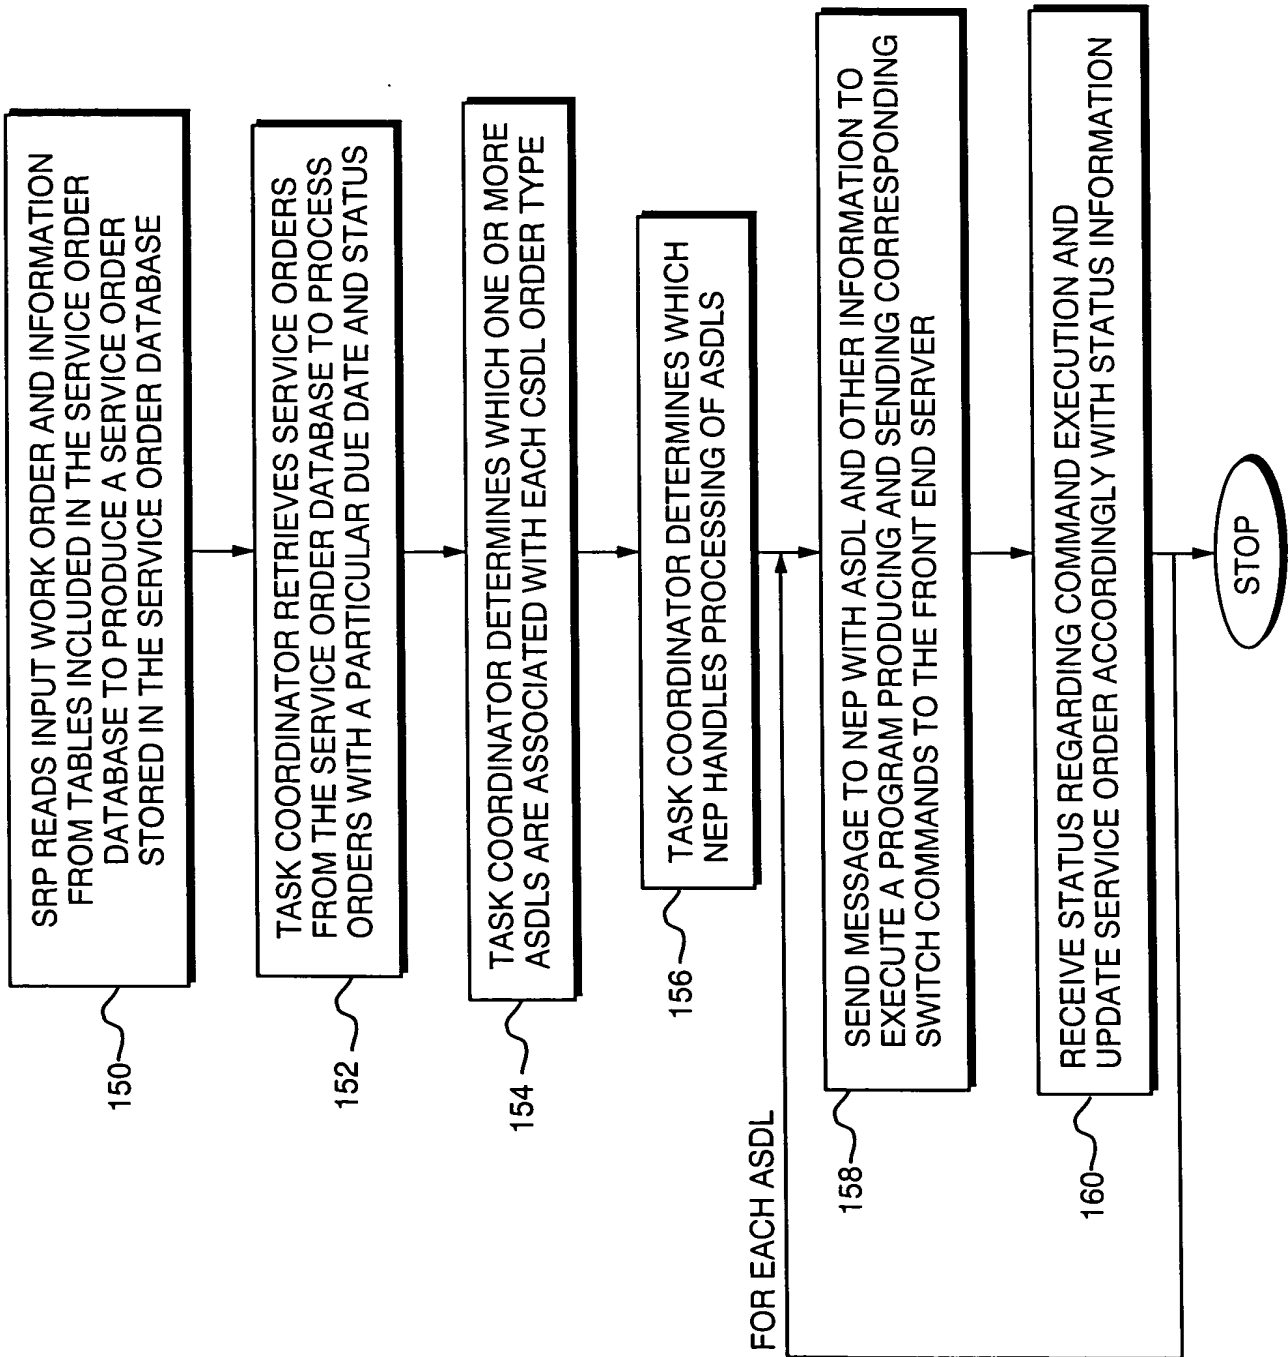 SRP READS INPUT WORK ORDER AND INFORMATION
FROM TABLES INCLUDED IN THE SERVICE ORDER
DATABASE TO PRODUCE A SERVICE ORDER
STORED IN THE SERVICE ORDER DATABASE
150
TASK COORDINATOR RETRIEVES SERVICE ORDERS
FROM THE SERVICE ORDER DATABASE TO PROCESS
ORDERS WITH A PARTICULAR DUE DATE AND STATUS
152
TASK COORDINATOR DETERMINES WHICH ONE OR MORE
ASDLS ARE ASSOCIATED WITH EACH CSDL ORDER TYPE
154
TASK COORDINATOR DETERMINES WHICH
NEP HANDLES PROCESSING OF ASDLS
156
FOR EACH ASDL
SEND MESSAGE TO NEP WITH ASDL AND OTHER INFORMATION TO
EXECUTE A PROGRAM PRODUCING AND SENDING CORRESPONDING
SWITCH COMMANDS TO THE FRONT END SERVER
158
RECEIVE STATUS REGARDING COMMAND EXECUTION AND
UPDATE SERVICE ORDER ACCORDINGLY WITH STATUS INFORMATION
160
STOP